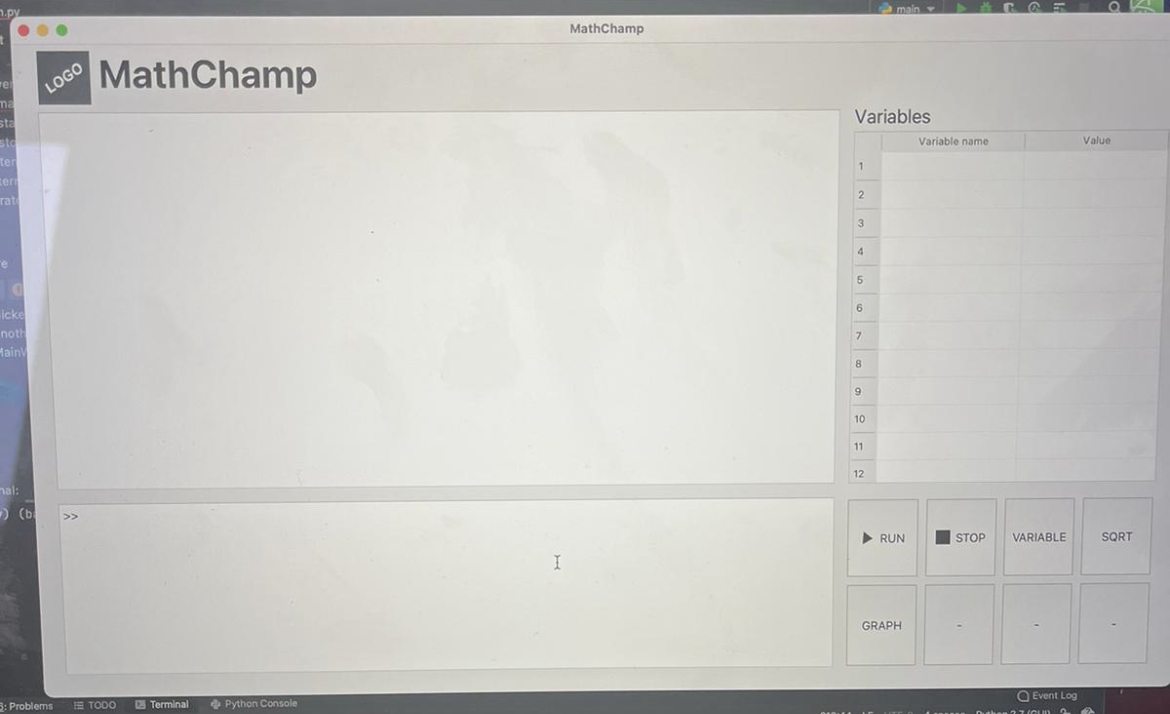 n.py
main
MathChamp
LOGO MathChamp
Variables
Variable name Value
1
2
3
4
5
6
7
8
9
10
11
12
>>
RUN
STOP
VARIABLE
SQRT
GRAPH
-
-
-
Problems
TODO
Terminal
Python Console
Event Log